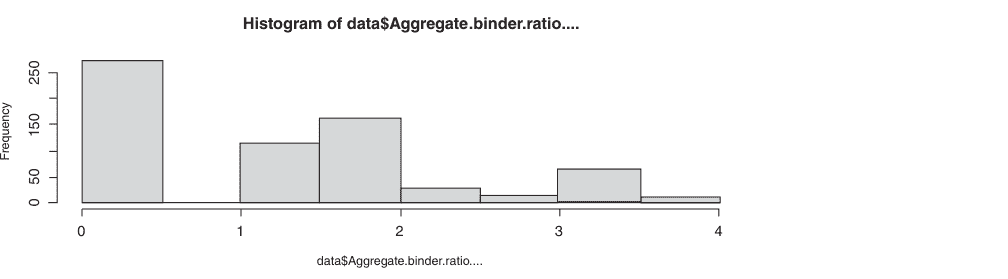 Histogram of data$Aggregate.binder.ratio....
Frequency
250
150
50
0
0 1 2 3 4
data$Aggregate.binder.ratio....